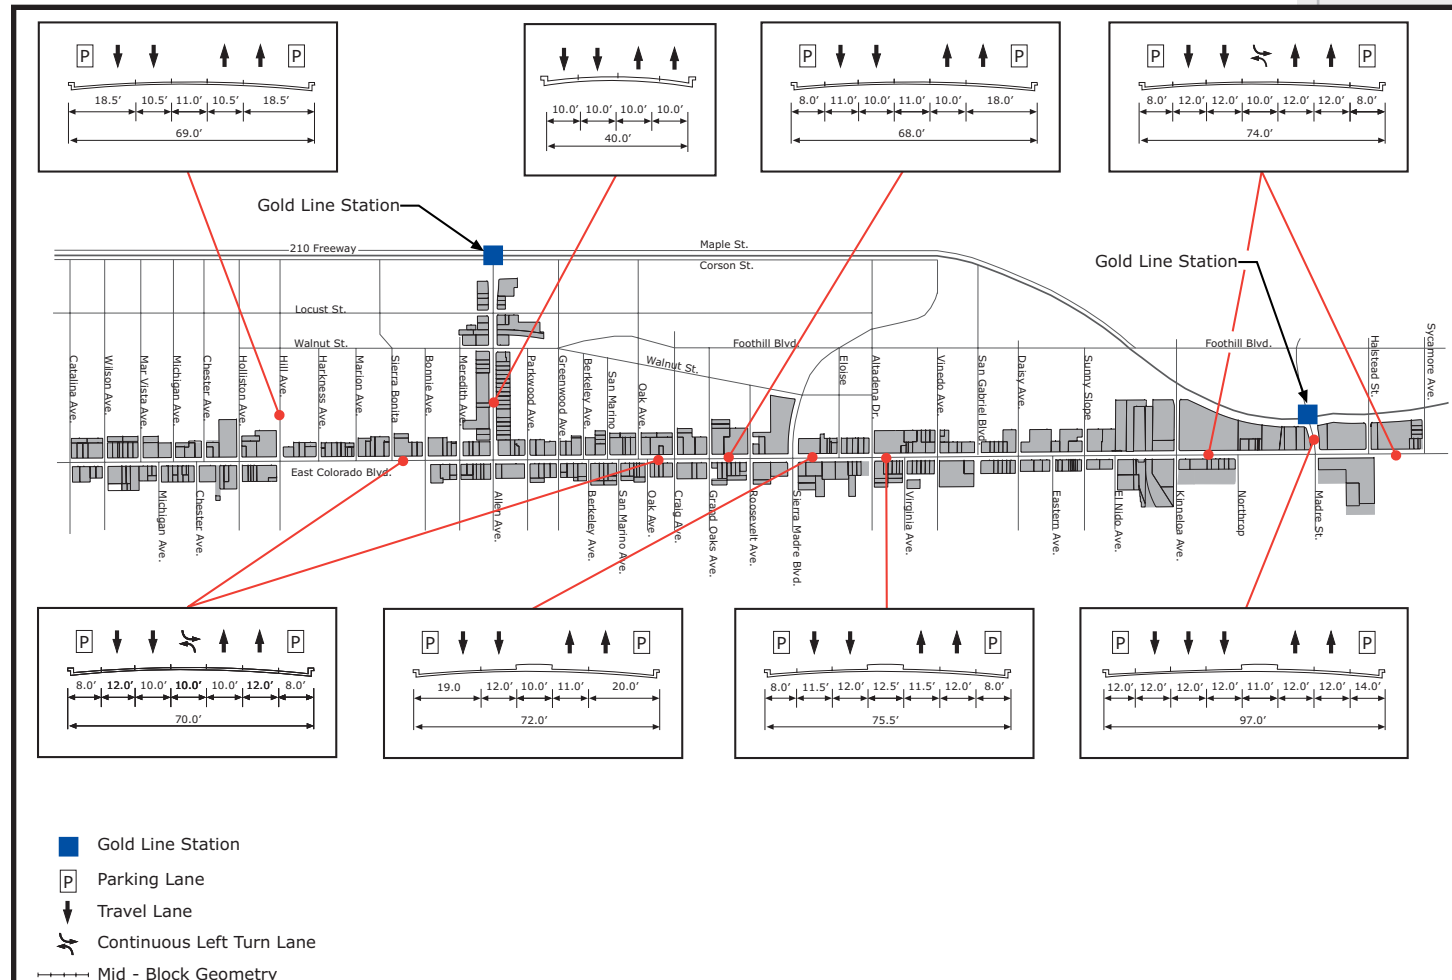 P P
18.5’ 10.5’ 11.0’ 10.5’ 18.5’
69.0’
10.0’ 10.0’ 10.0’ 10.0’
40.0’
P P
8.0’ 11.0’ 10.0’ 11.0’ 10.0’ 18.0’
68.0’
P P
8.0’ 12.0’ 12.0’ 10.0’ 12.0’ 12.0’ 8.0’
74.0’
Gold Line Station
Gold Line Station
210 Freeway
Maple St.
Corson St.
Locust St.
Walnut St.
Walnut St.
Foothill Blvd.
Foothill Blvd.
Catalina Ave.
Wilson Ave.
Mar Vista Ave.
Michigan Ave.
Chester Ave.
Holliston Ave.
Hill Ave.
Harkness Ave.
Marion Ave.
Sierra Bonita
Bonnie Ave.
Meredith Ave.
Parkwood Ave.
Greenwood Ave.
Berkeley Ave.
San Marino
Oak Ave.
Eloise
Altadena Dr.
Vinedo Ave.
San Gabriel Blvd.
Daisy Ave.
Sunny Slope
Halstead St.
Sycamore Ave.
East Colorado Blvd.
Michigan Ave.
Chester Ave.
Allen Ave.
Berkeley Ave.
San Marino Ave.
Oak Ave.
Craig Ave.
Grand Oaks Ave.
Roosevelt Ave.
Sierra Madre Blvd.
Virginia Ave.
Eastern Ave.
El Nido Ave.
Kinneloa Ave.
Northrop
Madre St.
P P
8.0’ 12.0’ 10.0’ 10.0’ 10.0’ 12.0’ 8.0’
70.0’
P P
19.0 12.0’ 10.0’ 11.0’ 20.0’
72.0’
P P
8.0’ 11.5’ 12.0’ 12.5’ 11.5’ 12.0’ 8.0’
75.5’
P P
12.0’ 12.0’ 12.0’ 12.0’ 11.0’ 12.0’ 12.0’ 14.0’
97.0’
Gold Line Station
P Parking Lane
Travel Lane
Continuous Left Turn Lane
Mid - Block Geometry